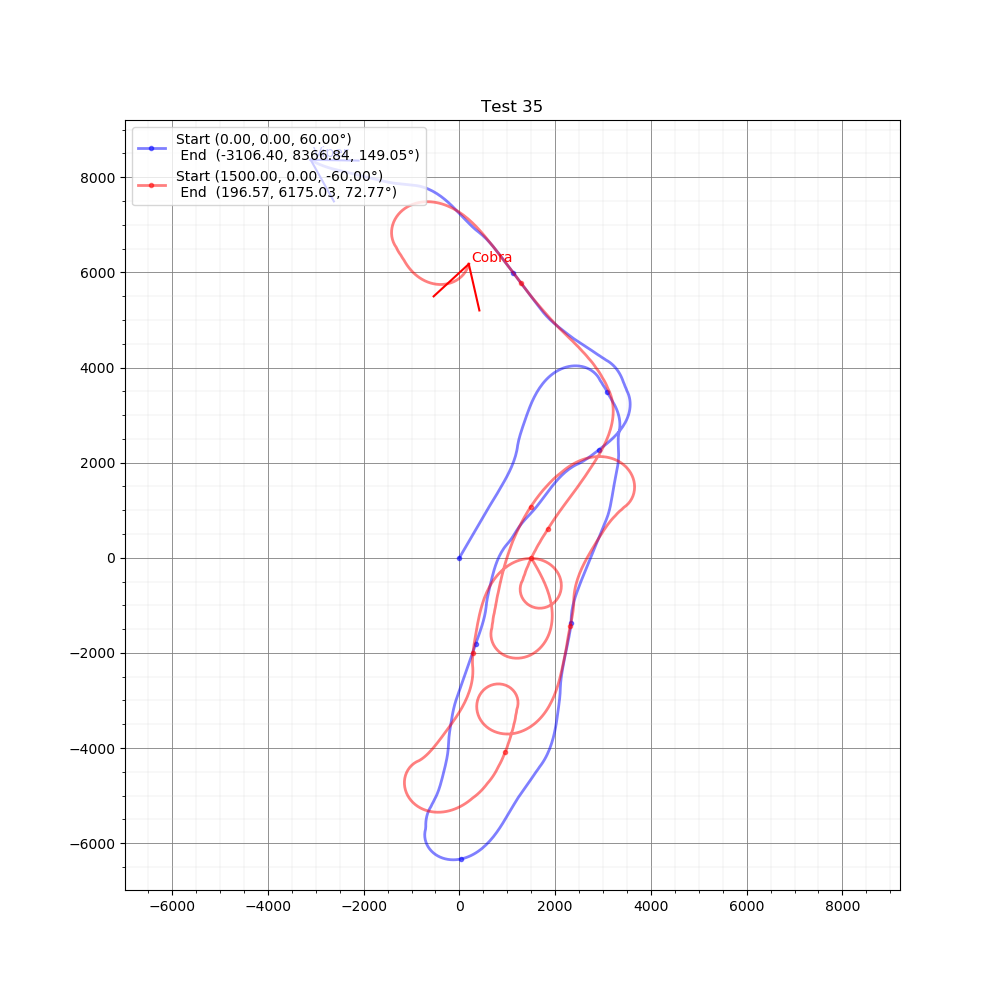 Test 35
Start (0.00, 0.00, 60.00°)
End (-3106.40, 8366.84, 149.05°)
Start (1500.00, 0.00, -60.00°)
End (196.57, 6175.03, 72.77°)
Cobra
8000
6000
4000
2000
0
−2000
−4000
−6000
−6000 −4000 −2000 0 2000 4000 6000 8000